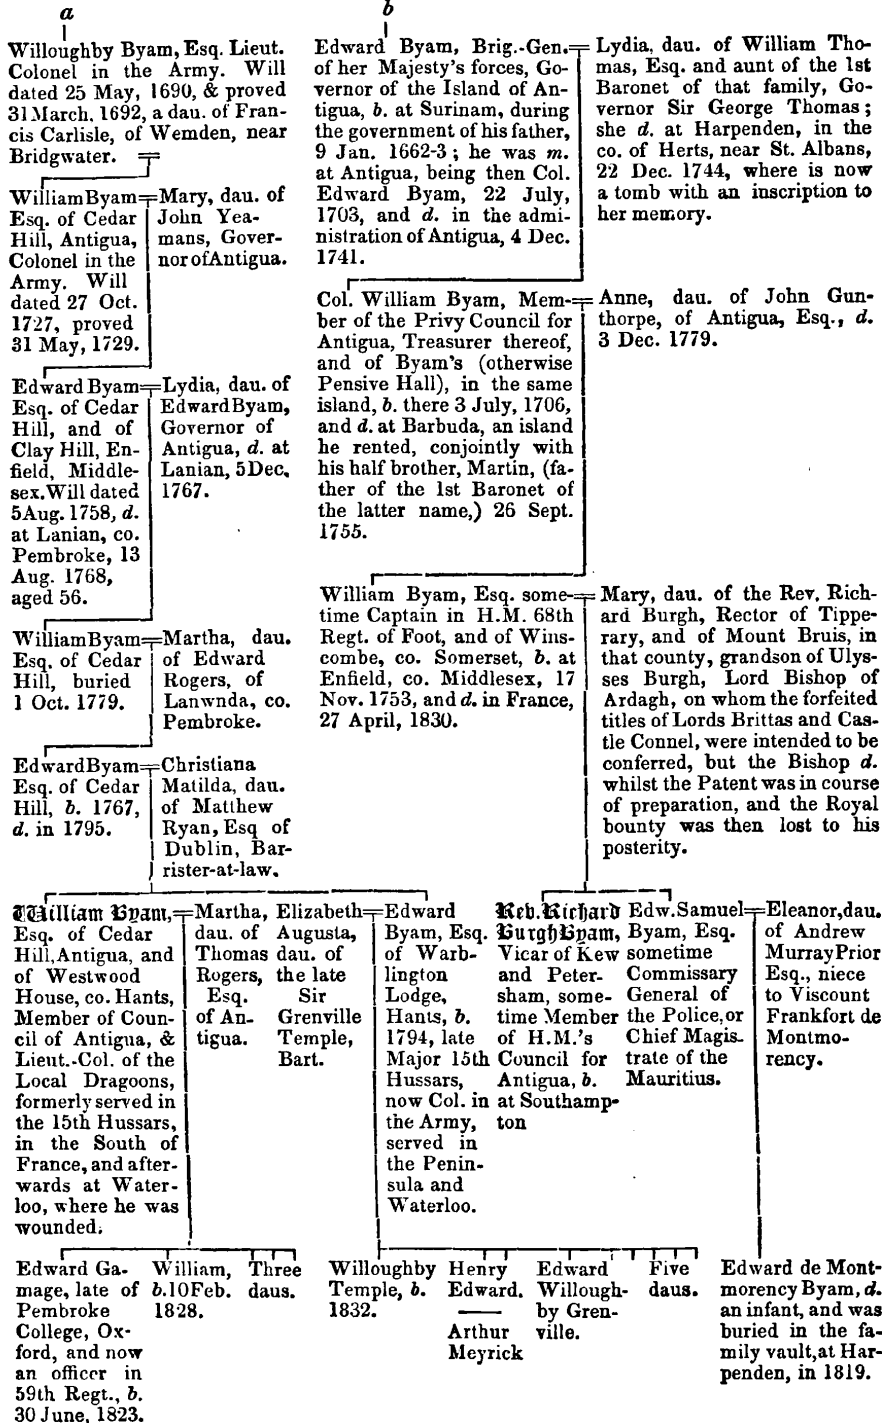 a
Willoughby Byam, Esq. Lieut.
Colonel in the Army. Will
dated 25 May, 1690, & proved
31 March, 1692, a dau. of Fran-
cis Carlisle, of Wemden, near
Bridgwater.
William Byam
Esq. of Cedar
Hill, Antigua,
Colonel in the
Army. Will
dated 27 Oct.
1727, proved
31 May, 1729.
Mary, dau. of
John Yea-
mans, Gover-
nor of Antigua.
Edward Byam
Esq. of Cedar
Hill, and of
Clay Hill, En-
field, Middle-
sex. Will dated
5 Aug. 1758, d.
at Lanian, co.
Pembroke, 13
Aug. 1768,
aged 56.
Lydia, dau. of
Edward Byam,
Governor of
Antigua, d. at
Lanian, 5 Dec.
1767.
William Byam
Esq. of Cedar
Hill, buried
1 Oct. 1779.
Martha, dau.
of Edward
Rogers, of
Lanwnda, co.
Pembroke.
Edward Byam
Esq. of Cedar
Hill, b. 1767,
d. in 1795.
Christiana
Matilda, dau.
of Matthew
Ryan, Esq of
Dublin, Bar-
rister-at-law.
b
Edward Byam, Brig.-Gen.
of her Majesty's forces, Go-
vernor of the Island of An-
tigua, b. at Surinam, during
the government of his father,
9 Jan. 1662-3; he was m.
at Antigua, being then Col.
Edward Byam, 22 July,
1703, and d. in the admi-
nistration of Antigua, 4 Dec.
1741.
Lydia, dau. of William Tho-
mas, Esq. and aunt of the 1st
Baronet of that family, Go-
vernor Sir George Thomas;
she d. at Harpenden, in the
co. of Herts, near St. Albans,
22 Dec. 1744, where is now
a tomb with an inscription to
her memory.
Col. William Byam, Mem-
ber of the Privy Council for
Antigua, Treasurer thereof,
and of Byam's (otherwise
Pensive Hall), in the same
island, b. there 3 July, 1706,
and d. at Barbuda, an island
he rented, conjointly with
his half brother, Martin, (fa-
ther of the 1st Baronet of
the latter name,) 26 Sept.
1755.
Anne, dau. of John Gun-
thorpe, of Antigua, Esq., d.
3 Dec. 1779.
William Byam, Esq. some-
time Captain in H.M. 68th
Regt. of Foot, and of Wins-
combe, co. Somerset, b. at
Enfield, co. Middlesex, 17
Nov. 1753, and d. in France,
27 April, 1830.
Mary, dau. of the Rev. Rich-
ard Burgh, Rector of Tippe-
rary, and of Mount Bruis, in
that county, grandson of Ulys-
ses Burgh, Lord Bishop of
Ardagh, on whom the forfeited
titles of Lords Brittas and Cas-
tle Connel, were intended to be
conferred, but the Bishop d.
whilst the Patent was in course
of preparation, and the Royal
bounty was then lost to his
posterity.
William Byam,
Esq. of Cedar
Hill, Antigua, and
of Westwood
House, co. Hants,
Member of Coun-
cil of Antigua, &
Lieut.-Col. of the
Local Dragoons,
formerly served in
the 15th Hussars,
in the South of
France, and after-
wards at Water-
loo, where he was
wounded.
Martha,
dau. of
Thomas
Rogers,
Esq.
of An-
tigua.
Elizabeth
Augusta,
dau. of
the late
Sir
Grenville
Temple,
Bart.
Edward
Byam, Esq.
of Warb-
lington
Lodge,
Hants, b.
1794, late
Major 15th
Hussars,
now Col. in
the Army,
served in
the Penin-
sula and
Waterloo.
Rev. Richard
Burgh Byam,
Vicar of Kew
and Peter-
sham, some-
time Member
of H.M.'s
Council for
Antigua, b.
at Southamp-
ton
Edw. Samuel
Byam, Esq.
sometime
Commissary
General of
the Police, or
Chief Magis-
trate of the
Mauritius.
Eleanor, dau.
of Andrew
Murray Prior
Esq., niece
to Viscount
Frankfort de
Montmo-
rency.
Edward Ga-
mage, late of
Pembroke
College, Ox-
ford, and now
an officer in
59th Regt., b.
30 June, 1823.
William,
b. 10 Feb.
1828.
Three
daus.
Willoughby
Temple, b.
1832.
Henry
Edward.
Arthur
Meyrick
Edward
Willough-
by Gren-
ville.
Five
daus.
Edward de Mont-
morency Byam, d.
an infant, and was
buried in the fa-
mily vault, at Har-
penden, in 1819.